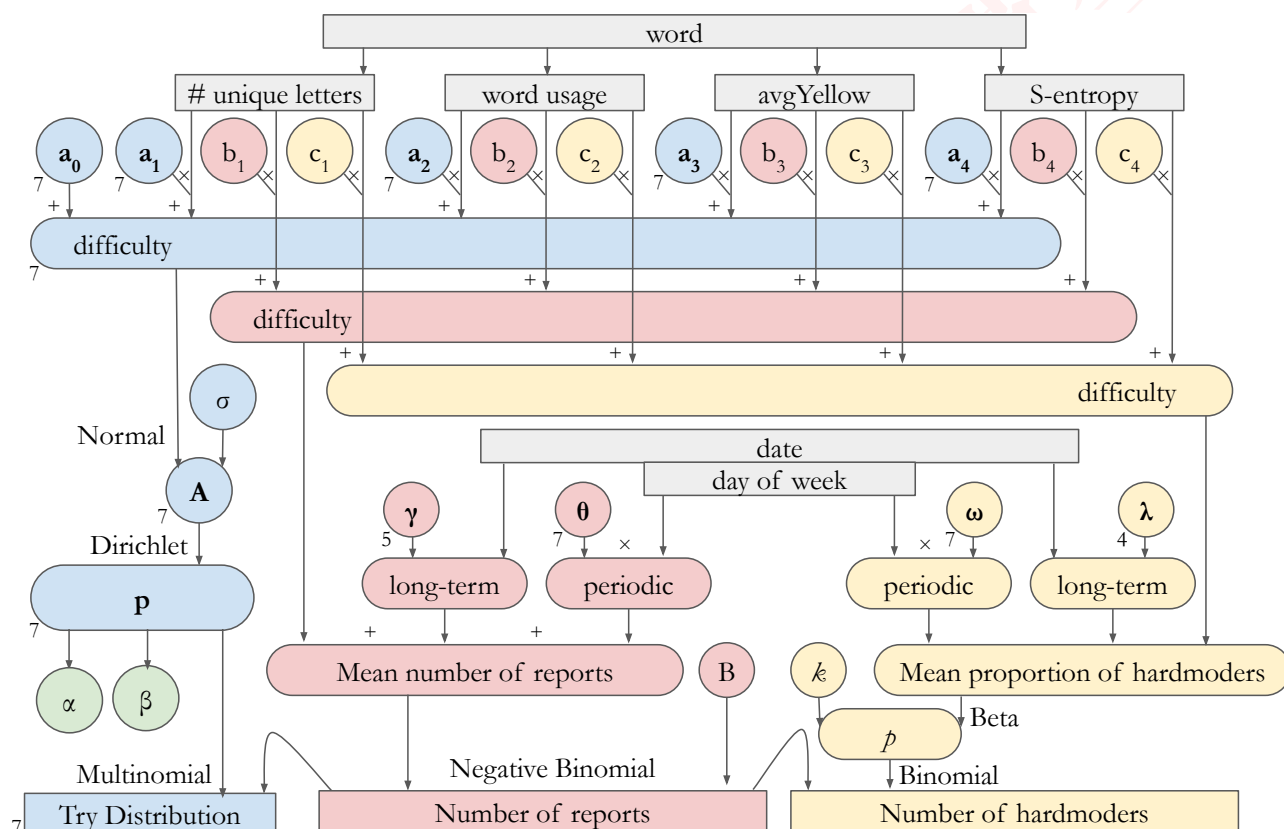 word
# unique letters
word usage
avgYellow
S-entropy
a0
7
a1
7
×
b1
×
c1
×
a2
7
×
b2
×
c2
×
a3
7
×
b3
×
c3
×
a4
7
×
b4
×
c4
×
+
+
+
+
+
difficulty
7
+
+
+
+
difficulty
+
+
+
+
difficulty
σ
Normal
A
7
date
day of week
γ
5
θ
7
×
×
ω
7
λ
4
Dirichlet
p
7
long-term
periodic
periodic
long-term
+
+
Mean number of reports
B
k
Mean proportion of hardmoders
α
β
p
Beta
Multinomial
Negative Binomial
Binomial
Try Distribution
7
Number of reports
Number of hardmoders